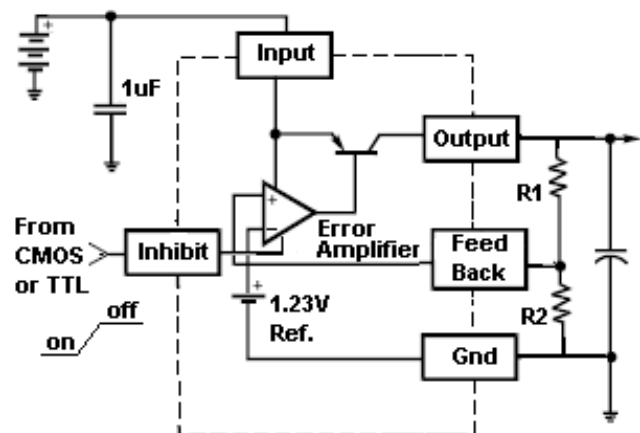 +
Input
1uF
Output
R1
+
−
Error
Amplifier
From
CMOS
or TTL
Inhibit
Feed
Back
+
1.23V
Ref.
off
on
R2
Gnd